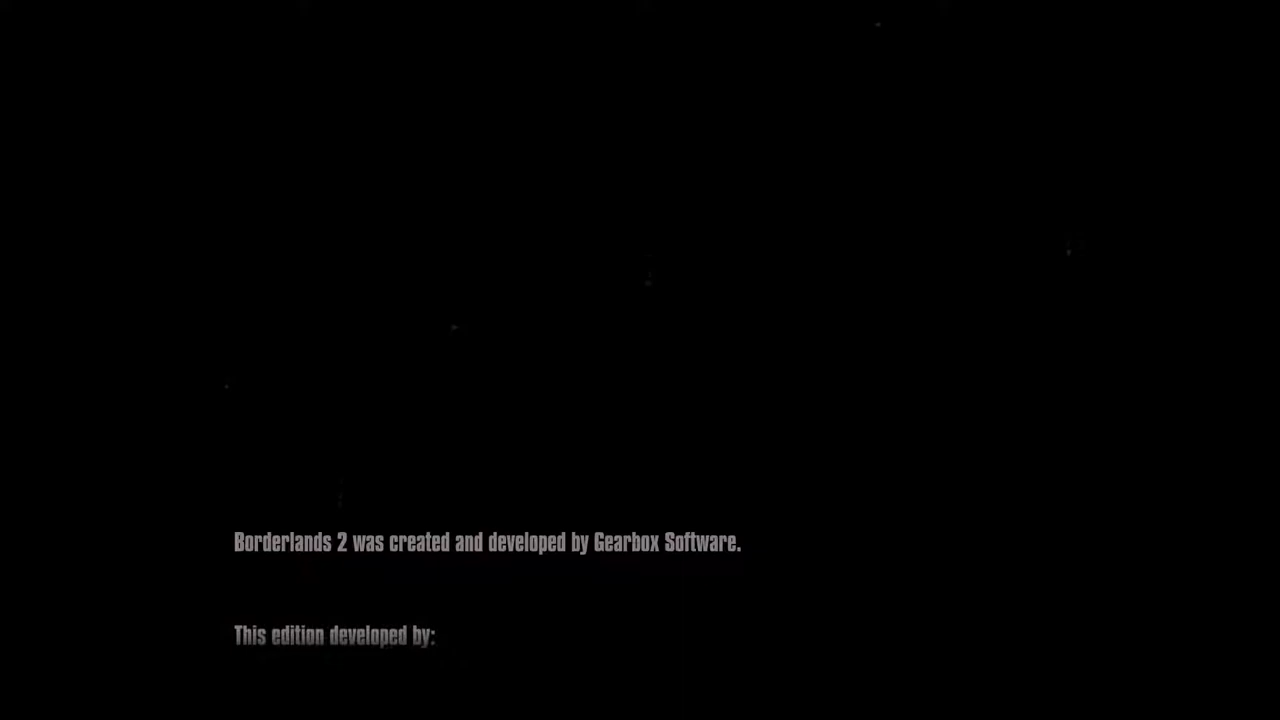 Borderlands 2 was created and developed by Gearbox Software.
This edition developed by: